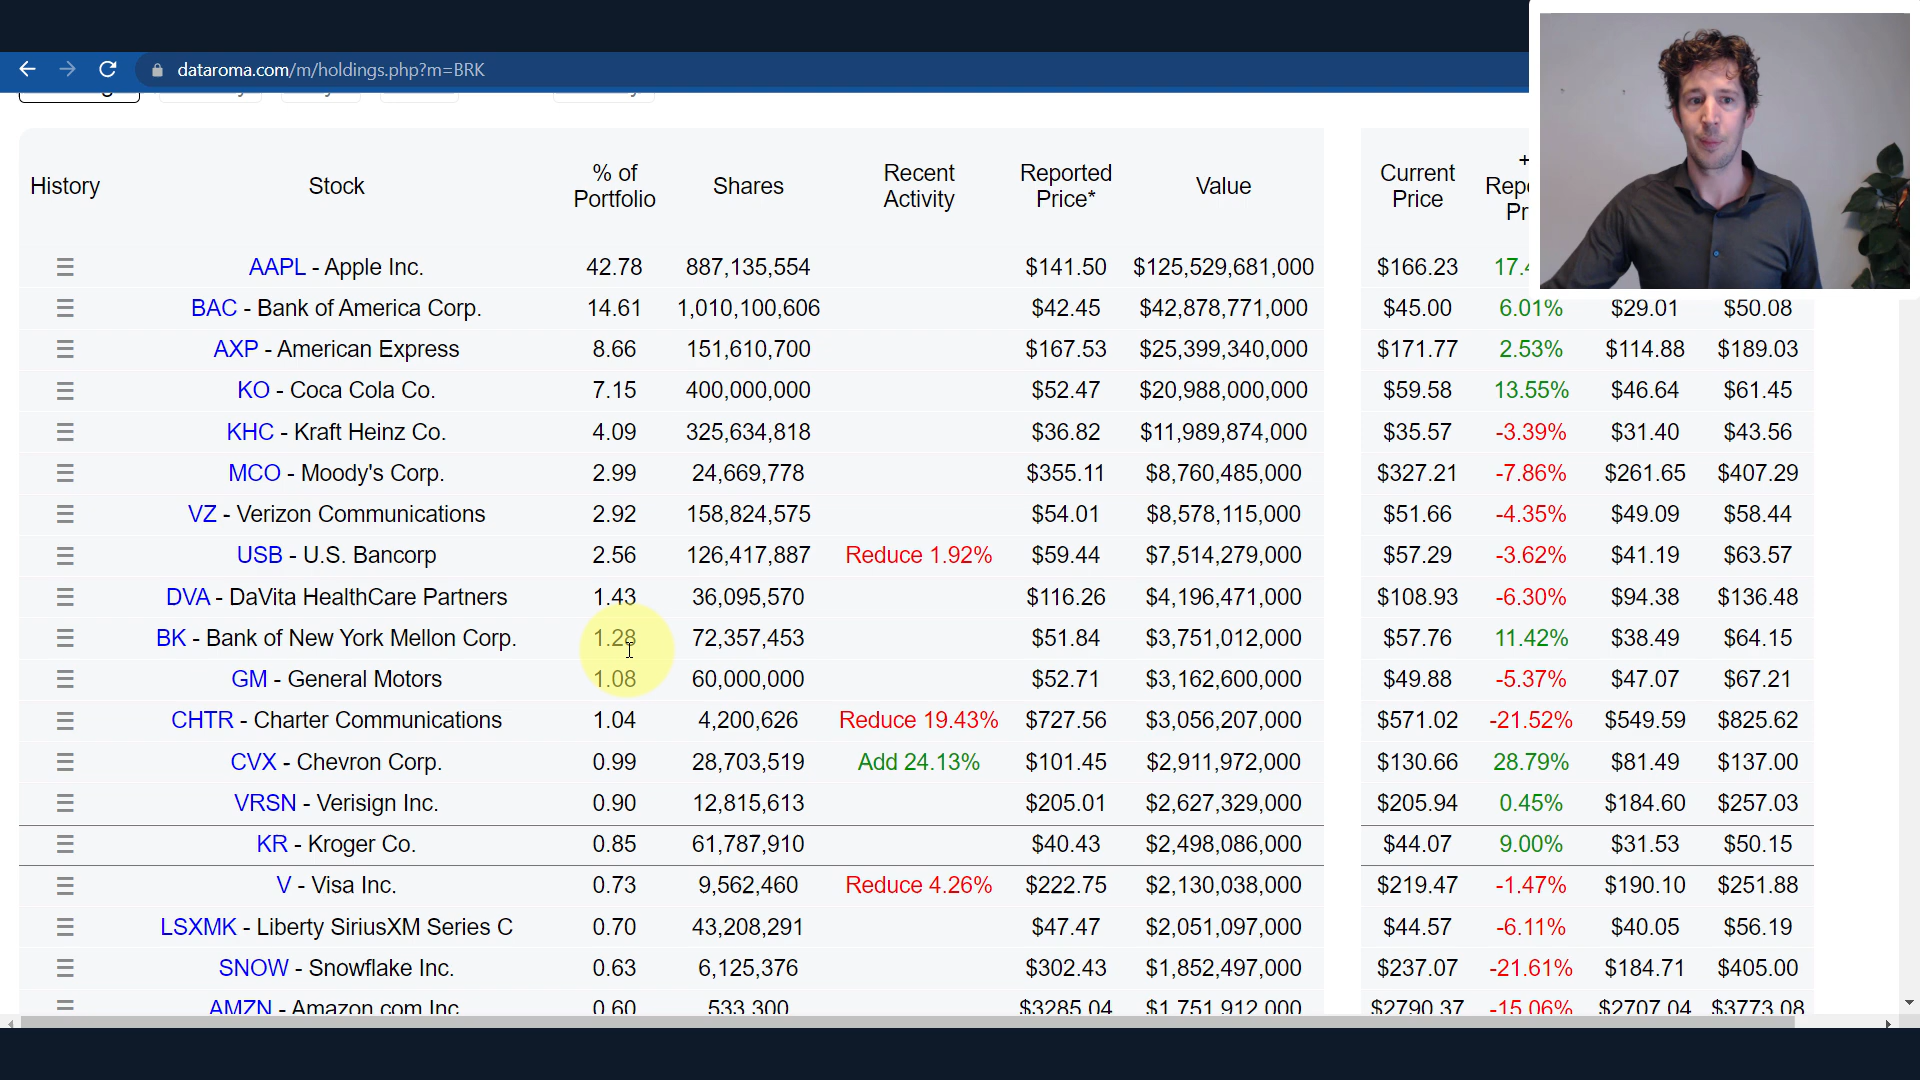 dataroma.com/m/holdings.php?m=BRK
History Stock % of Portfolio Shares Recent Activity Reported Price* Value Current Price
AAPL - Apple Inc. 42.78 887,135,554 $141.50 $125,529,681,000 $166.23
BAC - Bank of America Corp. 14.61 1,010,100,606 $42.45 $42,878,771,000 $45.00 6.01% $29.01 $50.08
AXP - American Express 8.66 151,610,700 $167.53 $25,399,340,000 $171.77 2.53% $114.88 $189.03
KO - Coca Cola Co. 7.15 400,000,000 $52.47 $20,988,000,000 $59.58 13.55% $46.64 $61.45
KHC - Kraft Heinz Co. 4.09 325,634,818 $36.82 $11,989,874,000 $35.57 -3.39% $31.40 $43.56
MCO - Moody's Corp. 2.99 24,669,778 $355.11 $8,760,485,000 $327.21 -7.86% $261.65 $407.29
VZ - Verizon Communications 2.92 158,824,575 $54.01 $8,578,115,000 $51.66 -4.35% $49.09 $58.44
USB - U.S. Bancorp 2.56 126,417,887 Reduce 1.92% $59.44 $7,514,279,000 $57.29 -3.62% $41.19 $63.57
DVA - DaVita HealthCare Partners 1.43 36,095,570 $116.26 $4,196,471,000 $108.93 -6.30% $94.38 $136.48
BK - Bank of New York Mellon Corp. 1.28 72,357,453 $51.84 $3,751,012,000 $57.76 11.42% $38.49 $64.15
GM - General Motors 1.08 60,000,000 $52.71 $3,162,600,000 $49.88 -5.37% $47.07 $67.21
CHTR - Charter Communications 1.04 4,200,626 Reduce 19.43% $727.56 $3,056,207,000 $571.02 -21.52% $549.59 $825.62
CVX - Chevron Corp. 0.99 28,703,519 Add 24.13% $101.45 $2,911,972,000 $130.66 28.79% $81.49 $137.00
VRSN - Verisign Inc. 0.90 12,815,613 $205.01 $2,627,329,000 $205.94 0.45% $184.60 $257.03
KR - Kroger Co. 0.85 61,787,910 $40.43 $2,498,086,000 $44.07 9.00% $31.53 $50.15
V - Visa Inc. 0.73 9,562,460 Reduce 4.26% $222.75 $2,130,038,000 $219.47 -1.47% $190.10 $251.88
LSXMK - Liberty SiriusXM Series C 0.70 43,208,291 $47.47 $2,051,097,000 $44.57 -6.11% $40.05 $56.19
SNOW - Snowflake Inc. 0.63 6,125,376 $302.43 $1,852,497,000 $237.07 -21.61% $184.71 $405.00
AMZN - Amazon.com Inc. 0.60 533,300 $3285.04 $1,751,912,000 $2790.37 -15.06% $2707.04 $3773.08